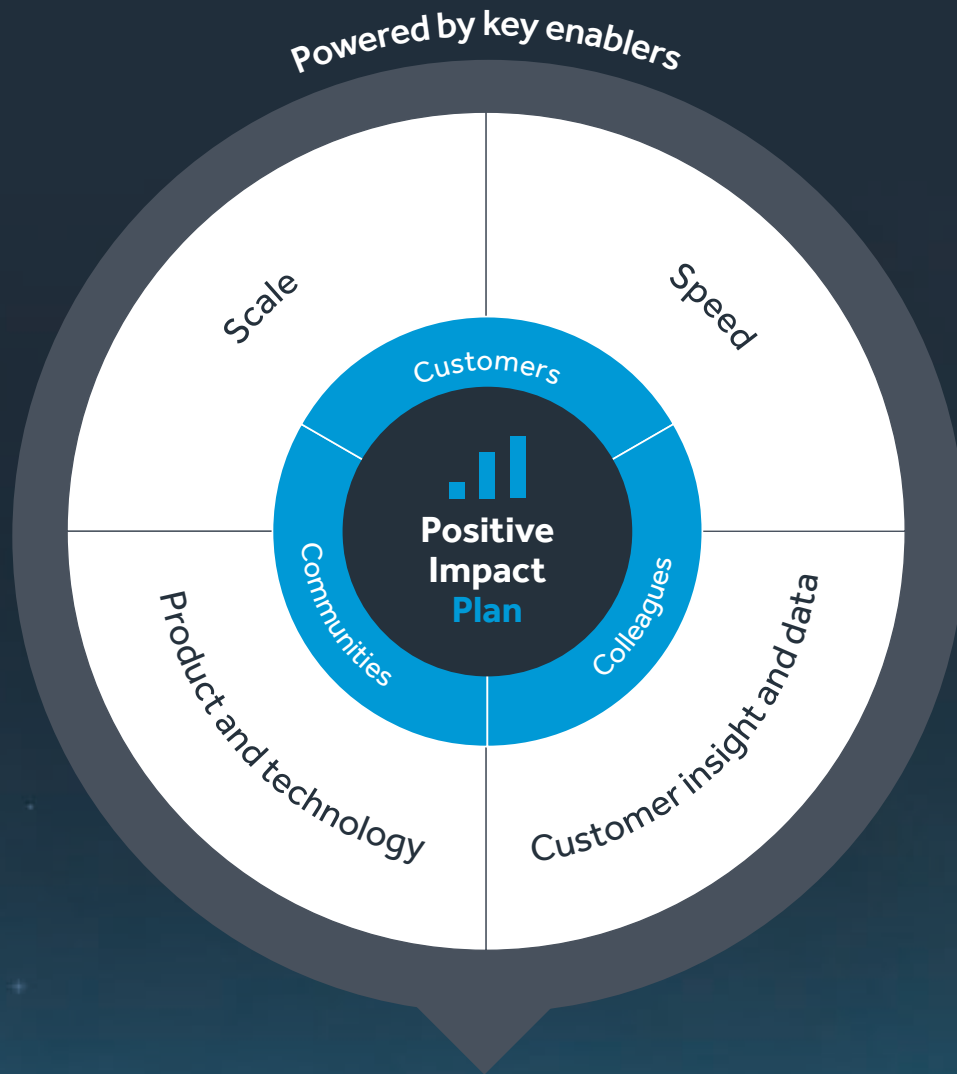 Powered by key enablers
Scale
Speed
Customers
Positive
Impact
Plan
Communities
Colleagues
Product and technology
Customer insight and data